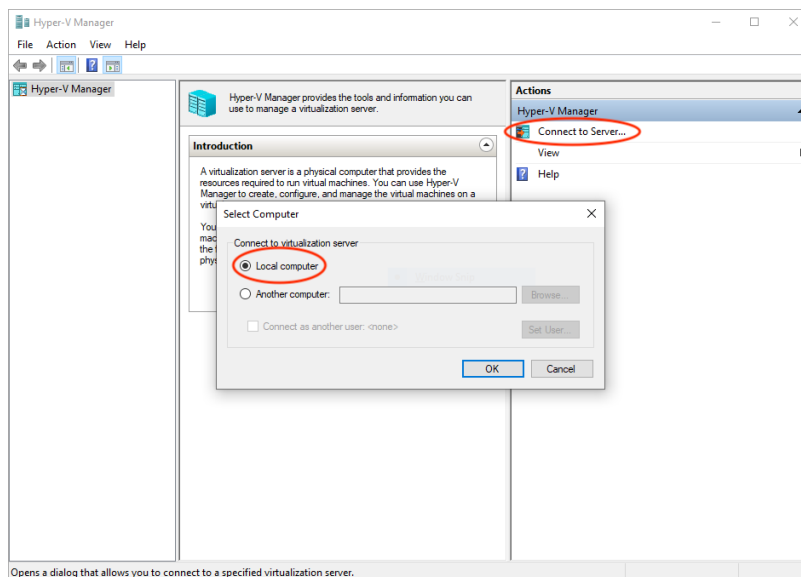 Hyper-V Manager
File Action View Help
Hyper-V Manager
Hyper-V Manager provides the tools and information you can
use to manage a virtualization server.
Introduction
A virtualization server is a physical computer that provides the
resources required to run virtual machines. You can use Hyper-V
Manager to create, configure, and manage the virtual machines on a
You
the
Select Computer
Connect to virtualization server
Local computer
Another computer:
Browse...
Connect as another user: <none>
Set User...
OK
Cancel
Actions
Hyper-V Manager
Connect to Server...
View
Help
Opens a dialog that allows you to connect to a specified virtualization server.